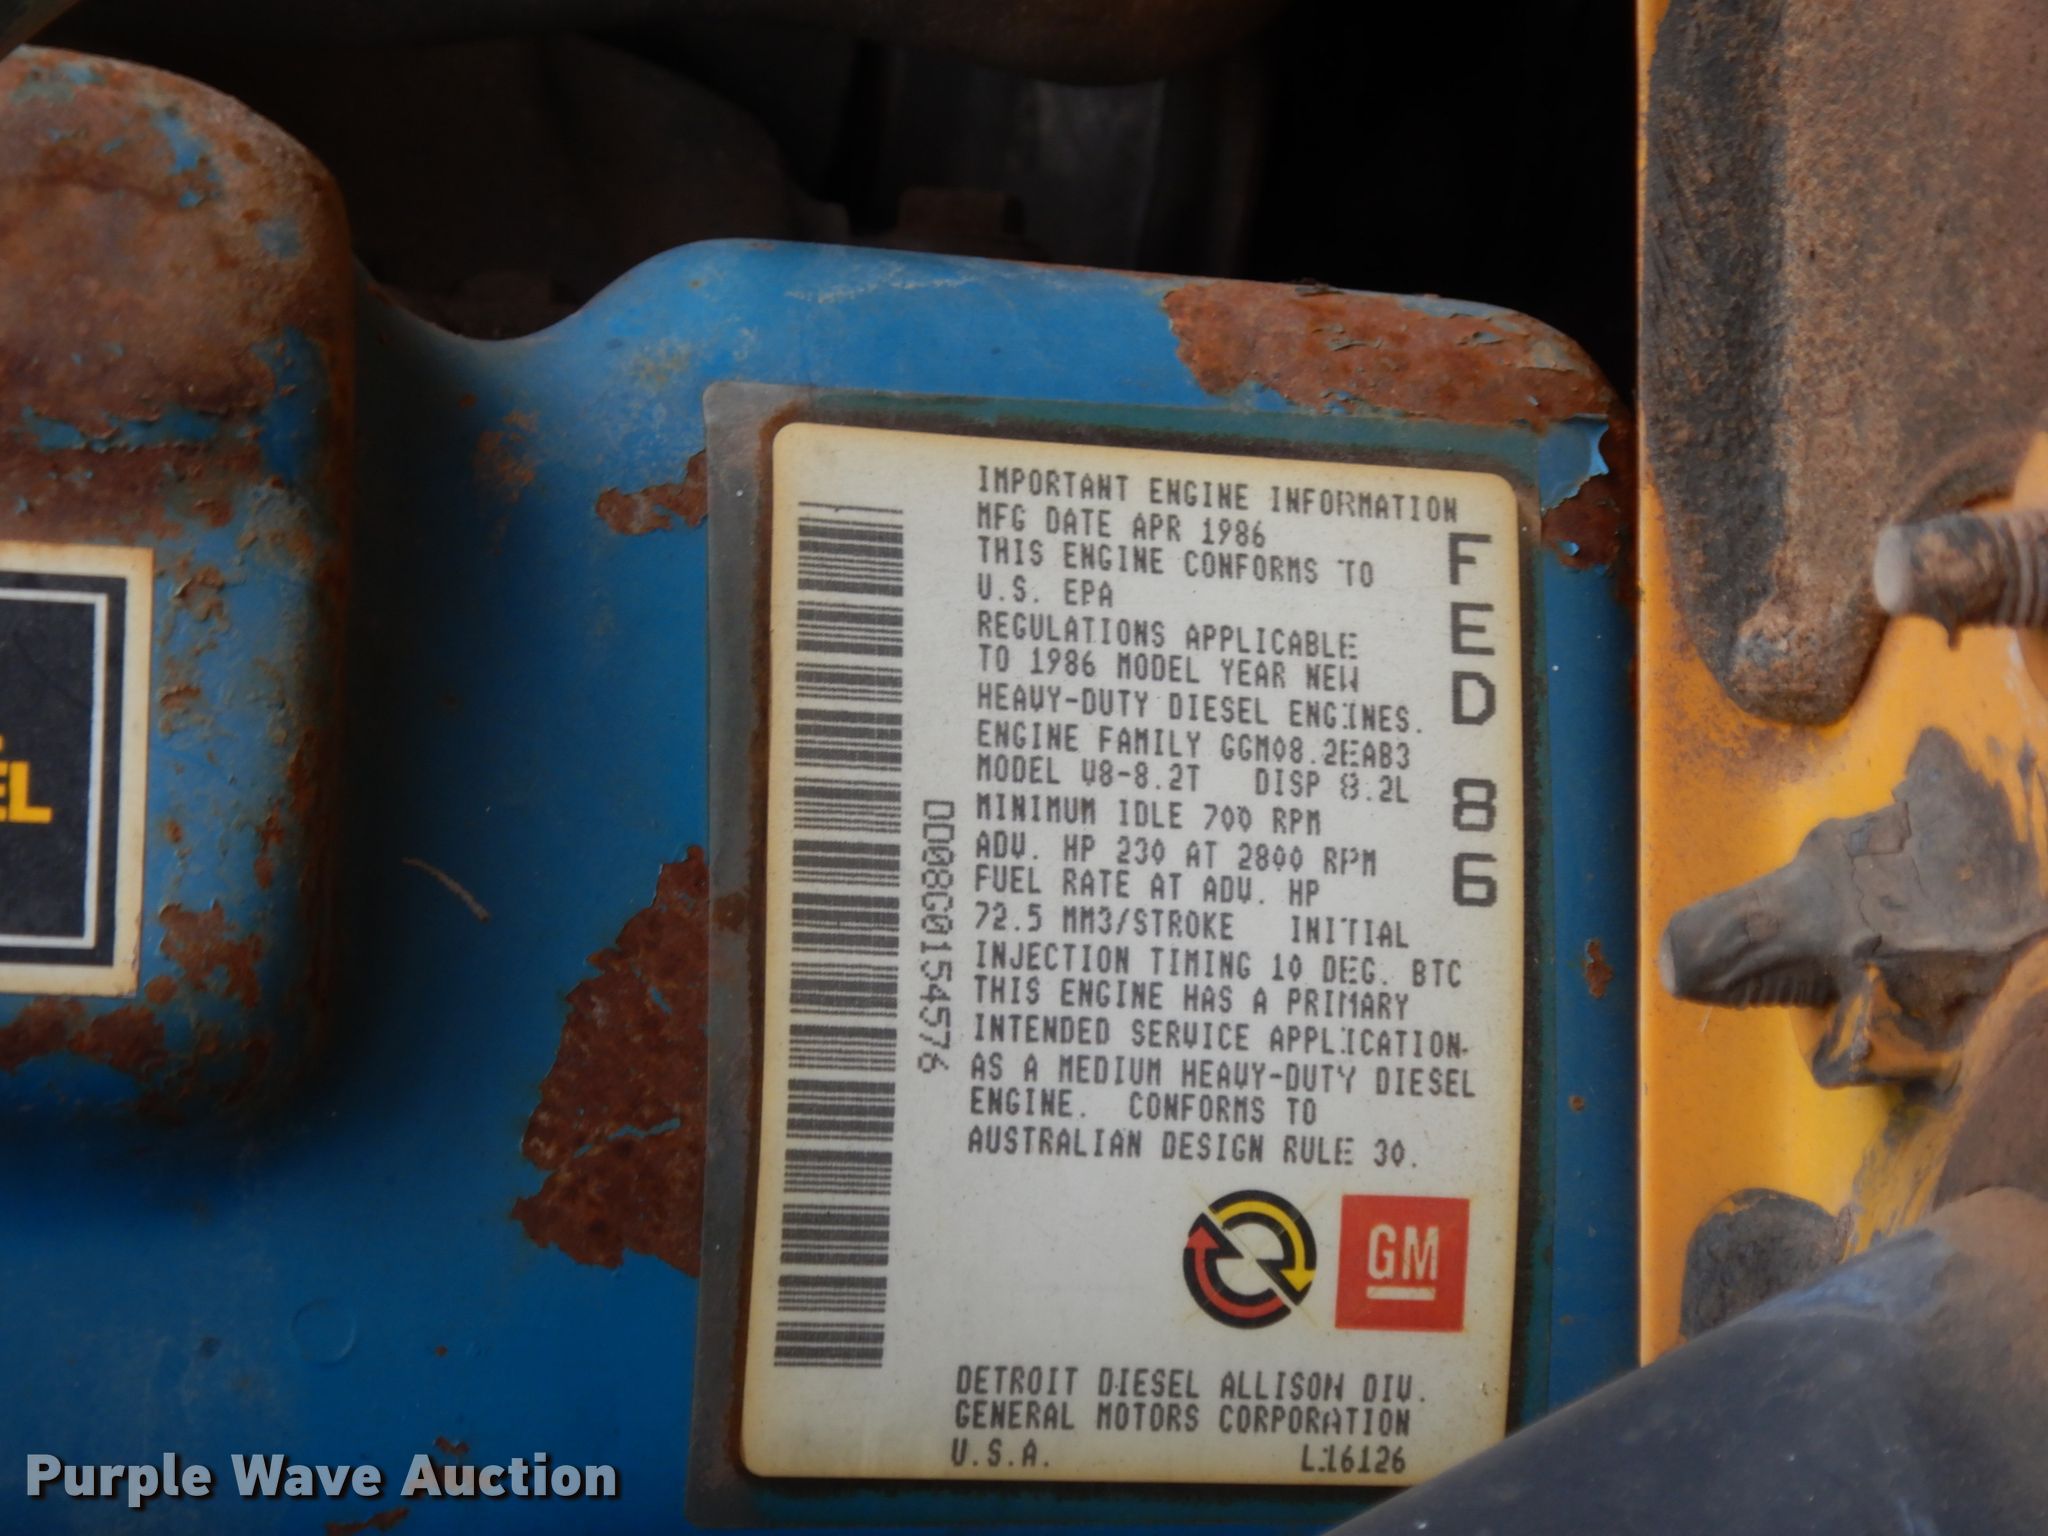 IMPORTANT ENGINE INFORMATION
MFG DATE APR 1986
THIS ENGINE CONFORMS TO
U.S. EPA
REGULATIONS APPLICABLE
TO 1986 MODEL YEAR NEW
HEAVY-DUTY DIESEL ENGINES.
ENGINE FAMILY GGM08.2EAB3
MODEL V8-8.2T DISP 8.2L
MINIMUM IDLE 700 RPM
ADV. HP 230 AT 2800 RPM
FUEL RATE AT ADV. HP
72.5 MM3/STROKE INITIAL
INJECTION TIMING 10 DEG. BTC
THIS ENGINE HAS A PRIMARY
INTENDED SERVICE APPLICATION
AS A MEDIUM HEAVY-DUTY DIESEL
ENGINE. CONFORMS TO
AUSTRALIAN DESIGN RULE 30.
FED 86
DD08G0154576
GM
DETROIT DIESEL ALLISON DIV.
GENERAL MOTORS CORPORATION
U.S.A. L16126
EL
Purple Wave Auction